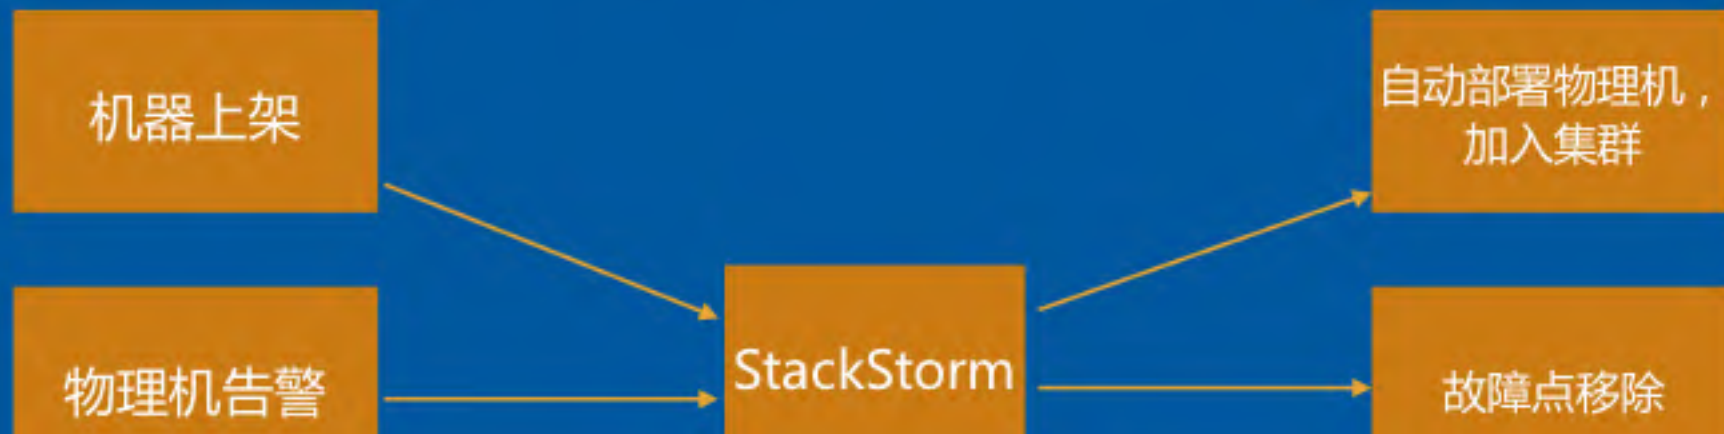 机器上架
自动部署物理机，
加入集群
物理机告警
StackStorm
故障点移除